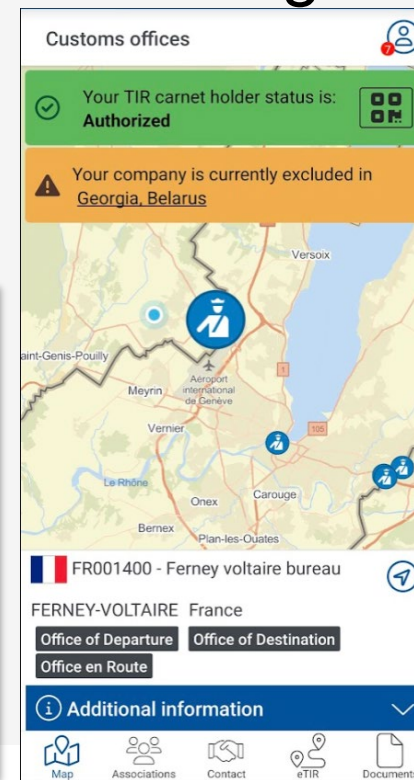 Customs offices
7
Your TIR carnet holder status is:
Authorized
Your company is currently excluded in
Georgia, Belarus
Versoix
aint-Genis-Pouilly
Aéroport
international
de Genève
1
Meyrin
Vernier
105
Le Rhône
Onex
Carouge
Bernex
Plan-les-Ouates
FR001400 - Ferney voltaire bureau
FERNEY-VOLTAIRE France
Office of Departure Office of Destination
Office en Route
Additional information
Map Associations Contact eTIR Document